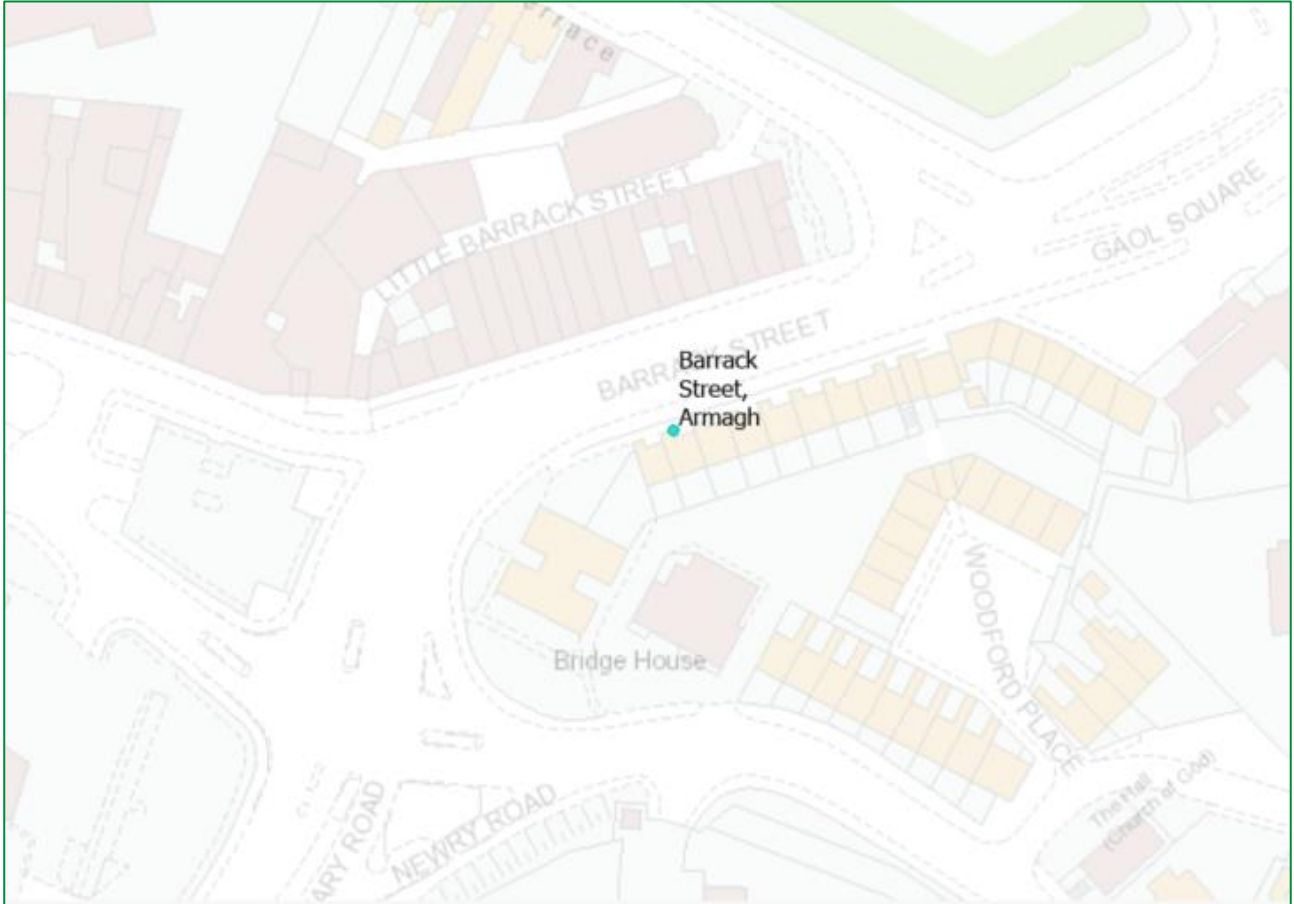 errace
LITTLE BARRACK STREET
GAOL SQUARE
BARRACK STREET
Barrack
Street,
Armagh
WOODFORD PLACE
Bridge House
The Hall
(Church of God)
NEWRY ROAD
ARY ROAD